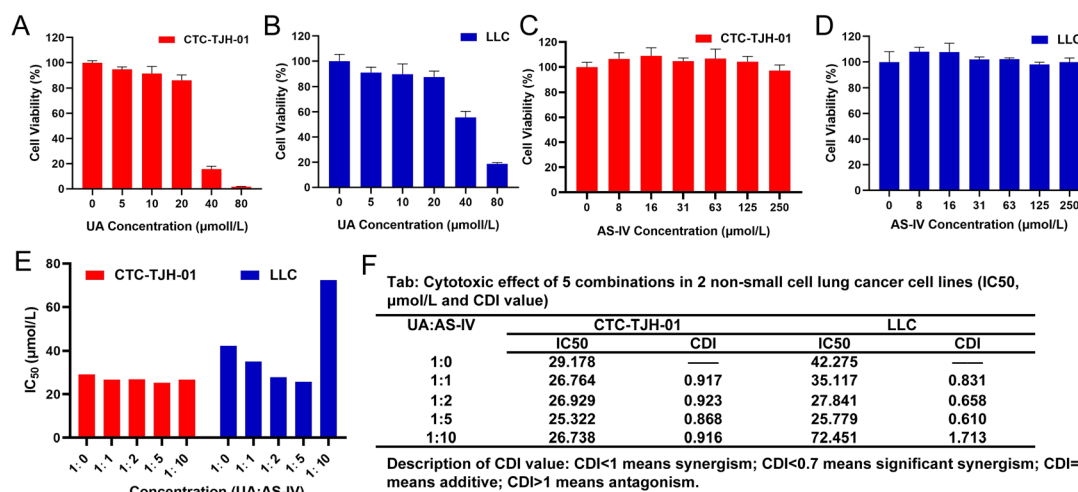 A
CTC-TJH-01
Cell Viability (%)
120
100
80
60
40
20
0
0 5 10 20 40 80
UA Concentration (μmoll/L)
B
LLC
Cell Viability (%)
120
100
80
60
40
20
0
0 5 10 20 40 80
UA Concentration (μmol/L)
C
CTC-TJH-01
Cell Viability (%)
120
100
80
60
40
20
0
0 8 16 31 63 125 250
AS-IV Concentration (μmol/L)
D
LLC
Cell Viability (%)
120
100
80
60
40
20
0
0 8 16 31 63 125 250
AS-IV Concentration (μmol/L)
E
CTC-TJH-01 LLC
IC50 (μmol/L)
80
60
40
20
0
1:0 1:1 1:2 1:5 1:10 1:0 1:1 1:2 1:5 1:10
Concentration (UA:AS-IV)
F
Tab: Cytotoxic effect of 5 combinations in 2 non-small cell lung cancer cell lines (IC50,
μmol/L and CDI value)
UA:AS-IV CTC-TJH-01 LLC
IC50 CDI IC50 CDI
1:0 29.178 —— 42.275 ——
1:1 26.764 0.917 35.117 0.831
1:2 26.929 0.923 27.841 0.658
1:5 25.322 0.868 25.779 0.610
1:10 26.738 0.916 72.451 1.713
Description of CDI value: CDI<1 means synergism; CDI<0.7 means significant synergism; CDI=
means additive; CDI>1 means antagonism.